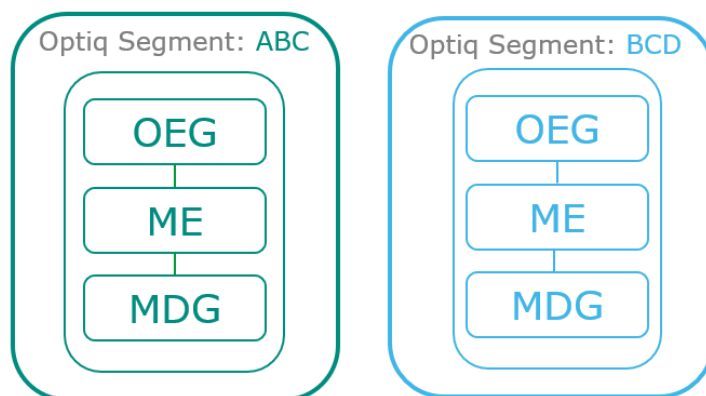 Optiq Segment: ABC
OEG
ME
MDG
Optiq Segment: BCD
OEG
ME
MDG